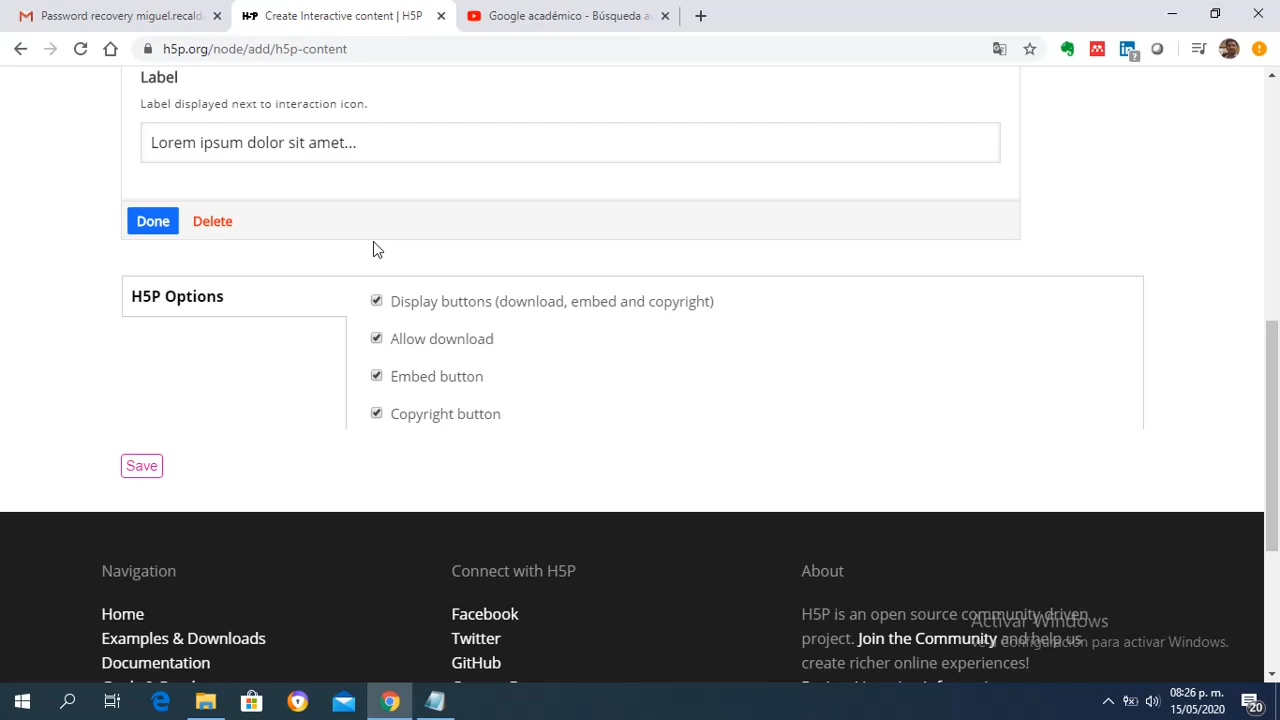 Password recovery miguel.recald
Create Interactive content | H5P
Google académico - Búsqueda a
h5p.org/node/add/h5p-content
Label
Label displayed next to interaction icon.
Lorem ipsum dolor sit amet...
Done
Delete
H5P Options
Display buttons (download, embed and copyright)
Allow download
Embed button
Copyright button
Save
Navigation
Connect with H5P
About
Home
Facebook
H5P is an open source community driven
Activar Windows
Examples & Downloads
Twitter
project. Join the Community and help us
Ve a Configuración para activar Windows.
Documentation
GitHub
create richer online experiences!
08:26 p. m.
15/05/2020
20